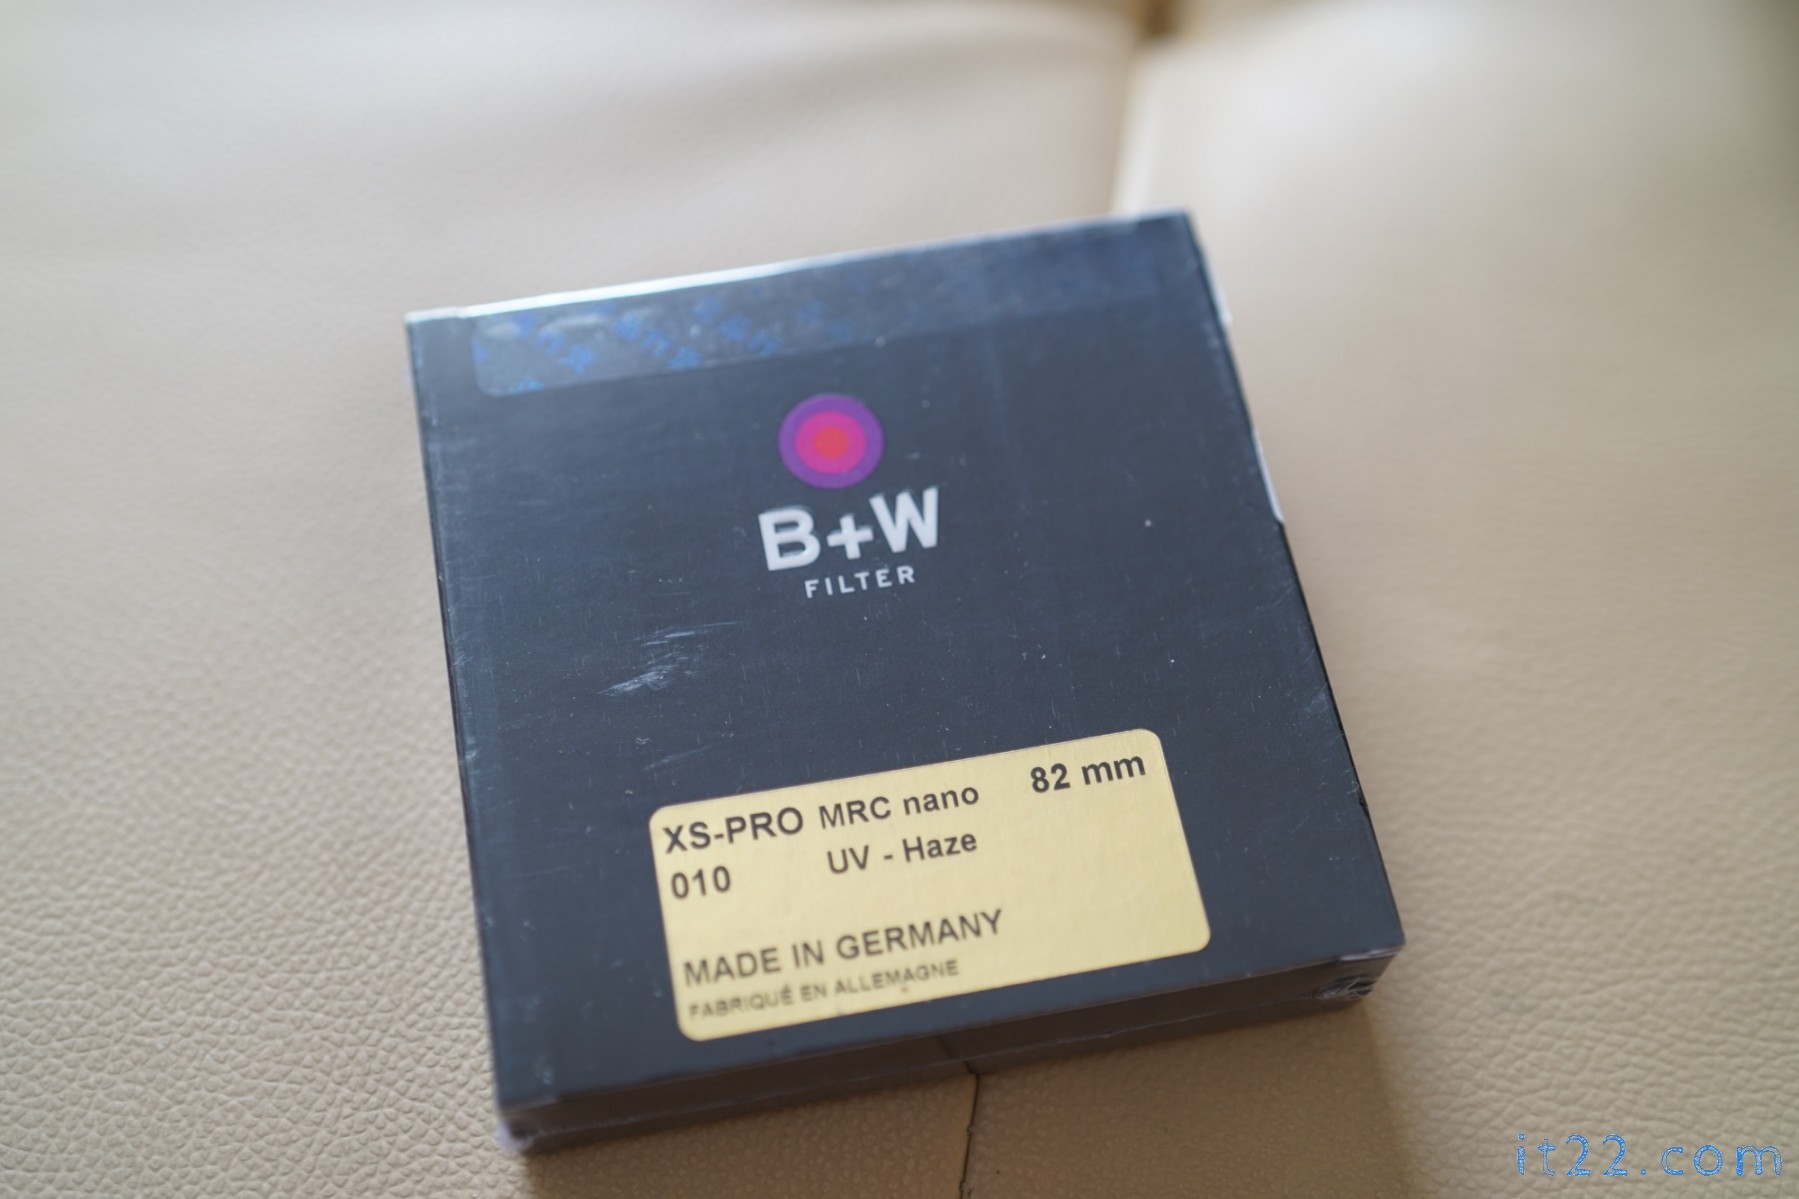 B+W
FILTER
XS-PRO MRC nano 82 mm
010 UV - Haze
MADE IN GERMANY
FABRIQUÉ EN ALLEMAGNE
it22.com